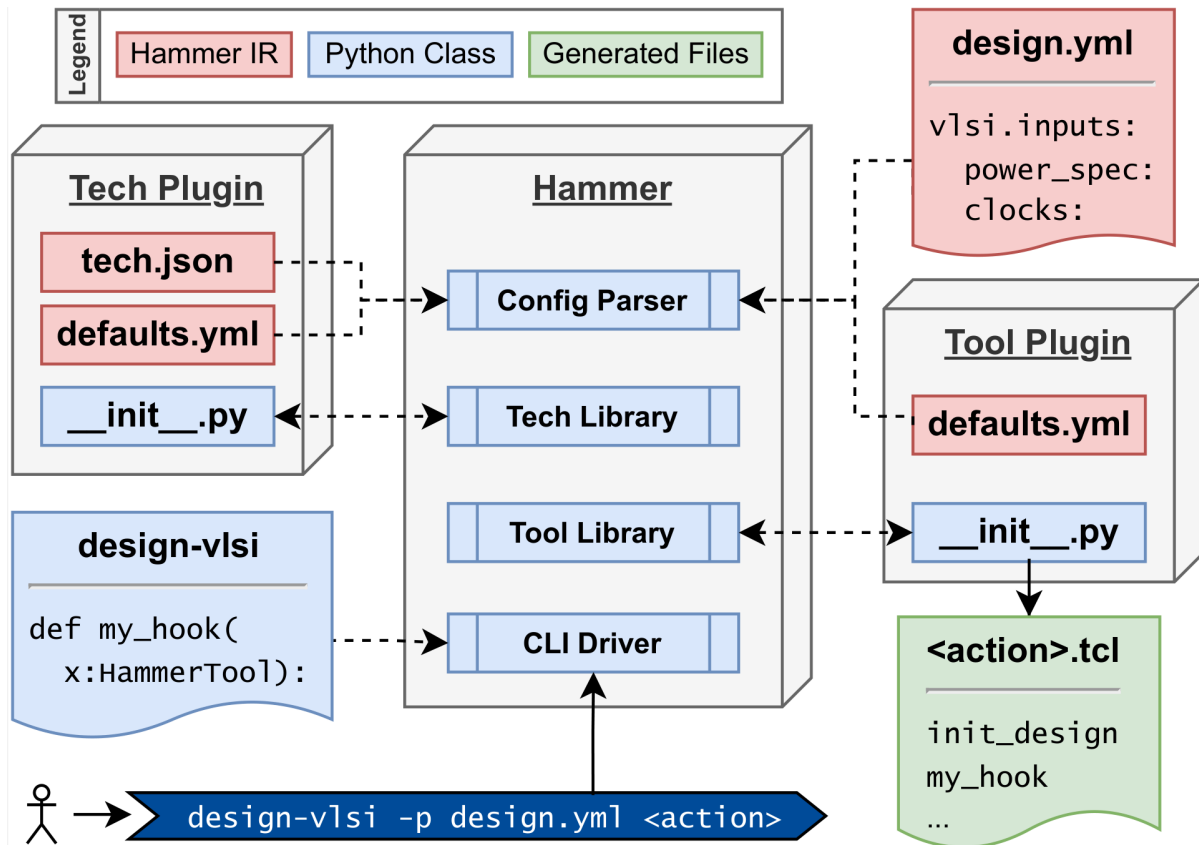 Legend
Hammer IR
Python Class
Generated Files
design.yml
vlsi.inputs:
power_spec:
clocks:
Tech Plugin
tech.json
defaults.yml
__init__.py
Hammer
Config Parser
Tech Library
Tool Library
CLI Driver
Tool Plugin
defaults.yml
__init__.py
design-vlsi
def my_hook(
x:HammerTool):
<action>.tcl
init_design
my_hook
...
design-vlsi -p design.yml <action>